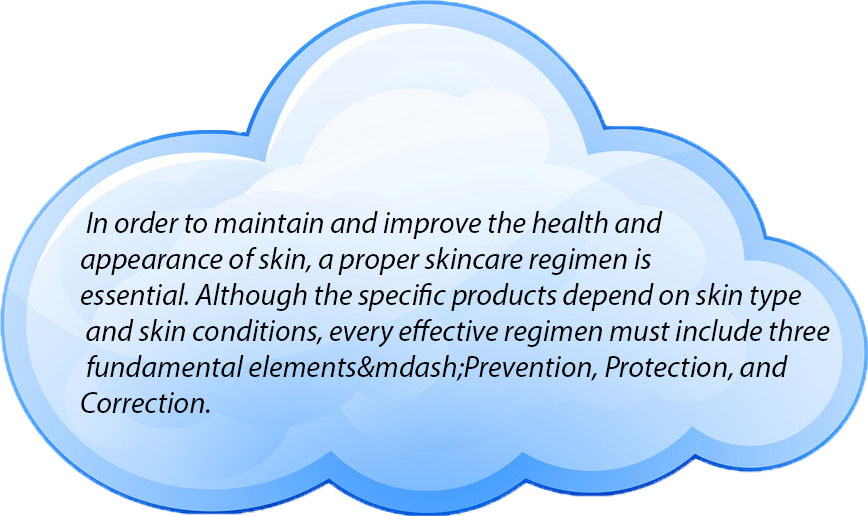 In order to maintain and improve the health and
appearance of skin, a proper skincare regimen is
essential. Although the specific products depend on skin type
and skin conditions, every effective regimen must include three
fundamental elements&mdash;Prevention, Protection, and
Correction.